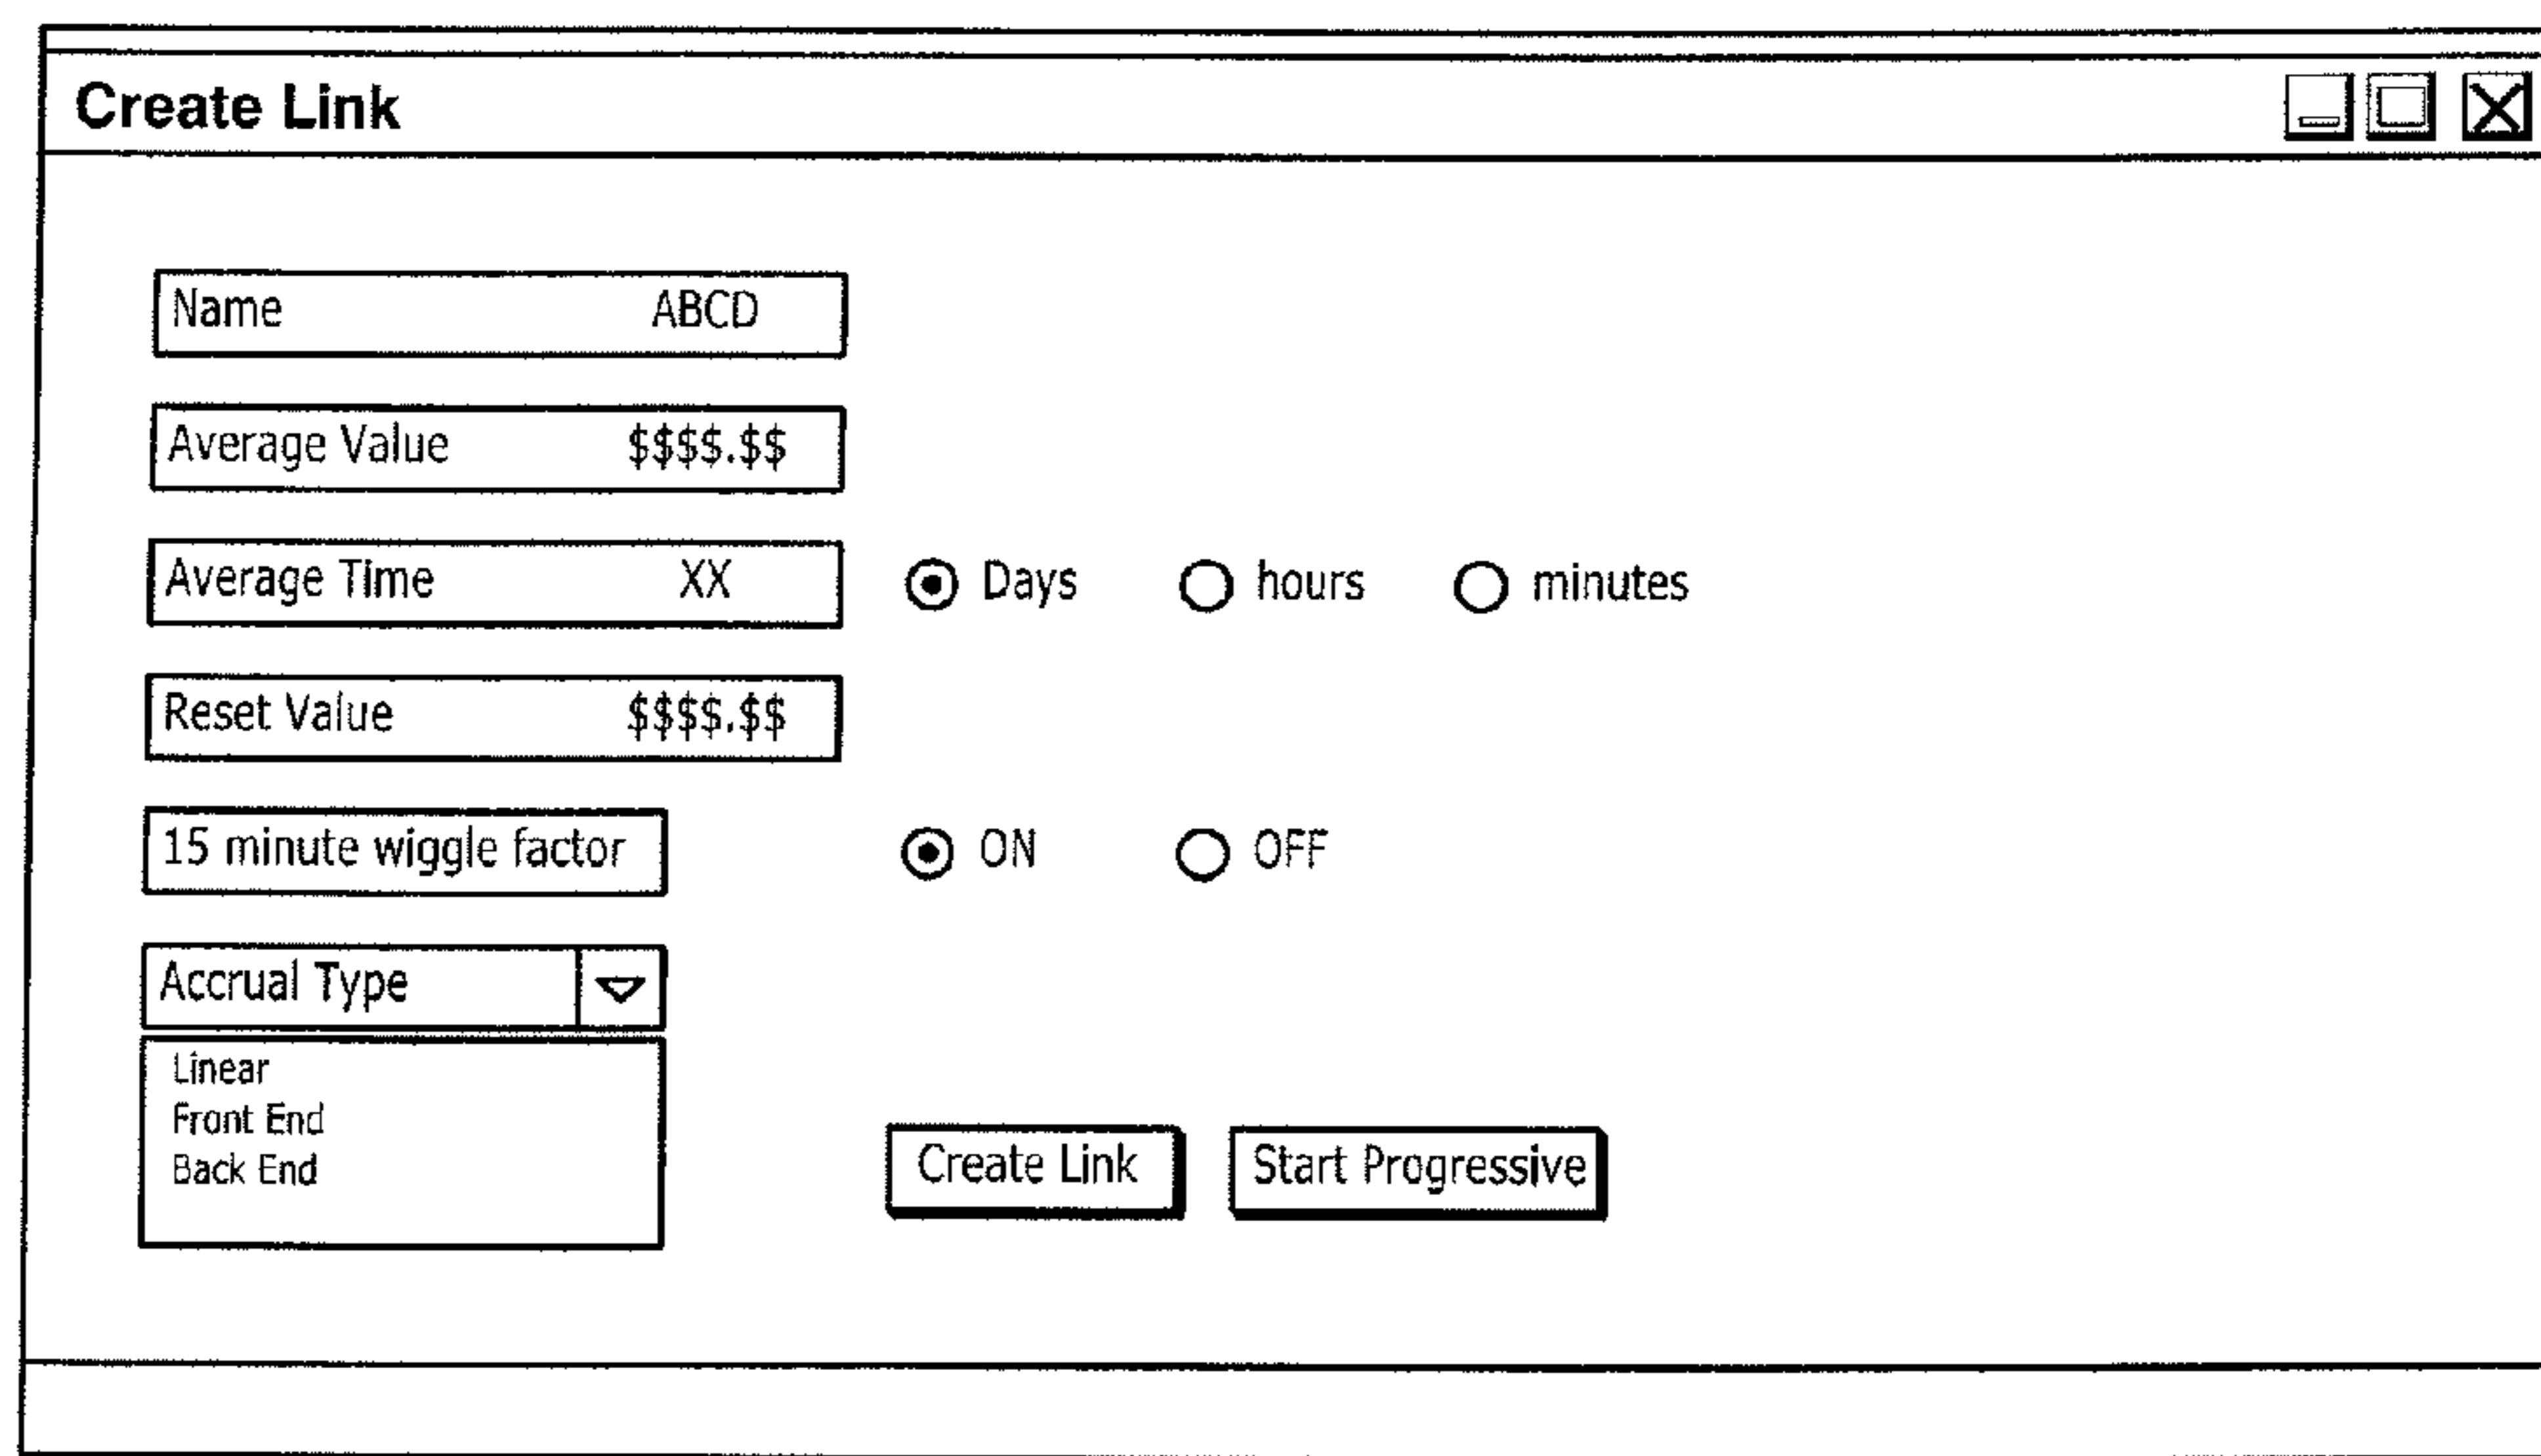 Create Link
Name ABCD
Average Value $$$$.$$
Average Time XX Days hours minutes
Reset Value $$$$.$$
15 minute wiggle factor ON OFF
Accrual Type
Linear
Front End
Back End
Create Link Start Progressive